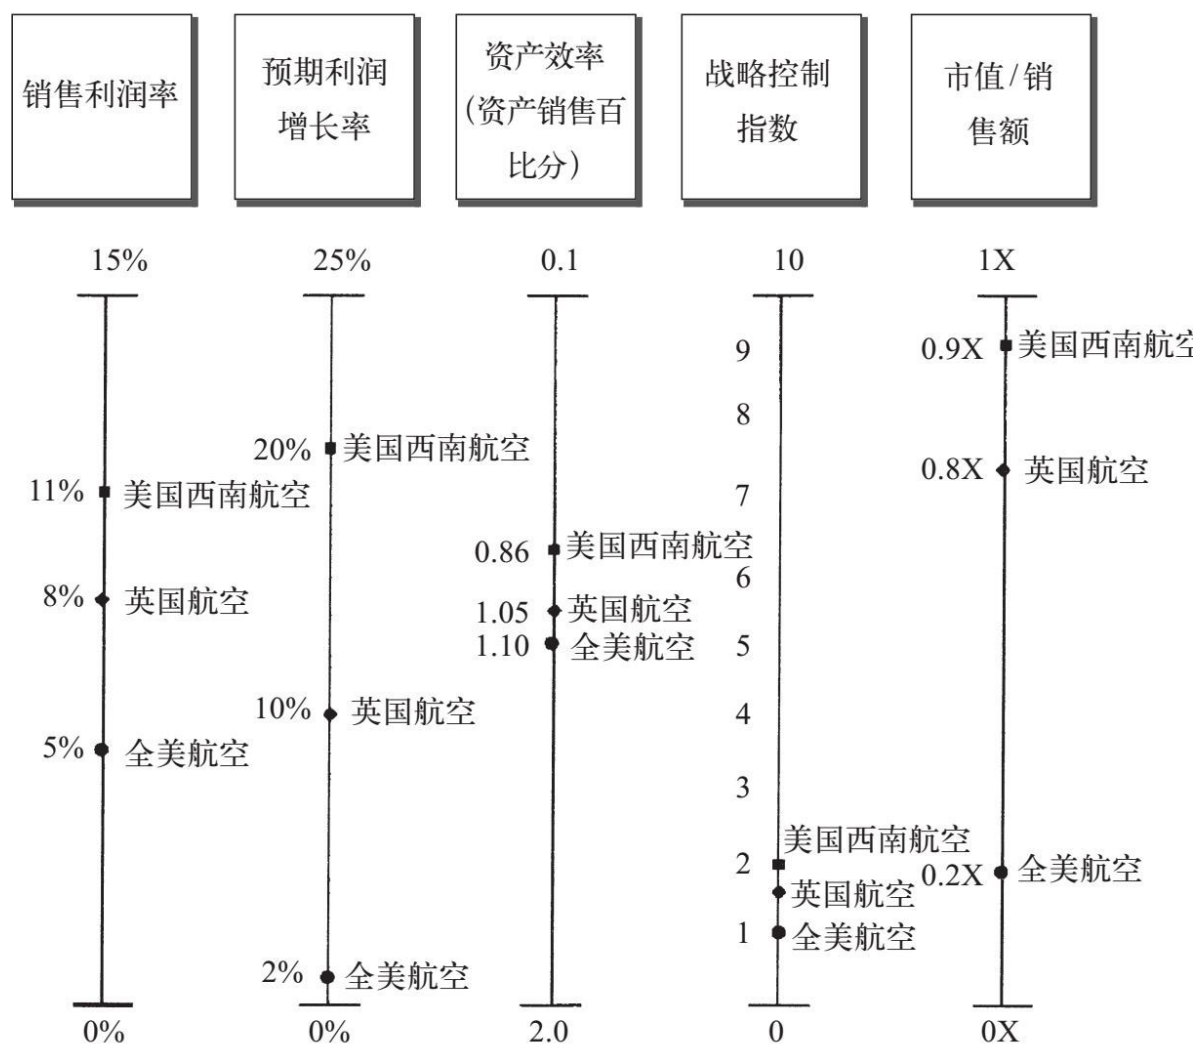 销售利润率
预期利润
增长率
资产效率
（资产销售百
比分）
战略控制
指数
市值/销
售额
15%
11%
美国西南航空
8%
英国航空
5%
全美航空
0%
25%
20%
美国西南航空
10%
英国航空
2%
全美航空
0%
0.1
0.86
美国西南航空
1.05
英国航空
1.10
全美航空
2.0
10
9
8
7
6
5
4
3
美国西南航空
2
英国航空
1
全美航空
0
1X
0.9X
美国西南航空
0.8X
英国航空
0.2X
全美航空
0X